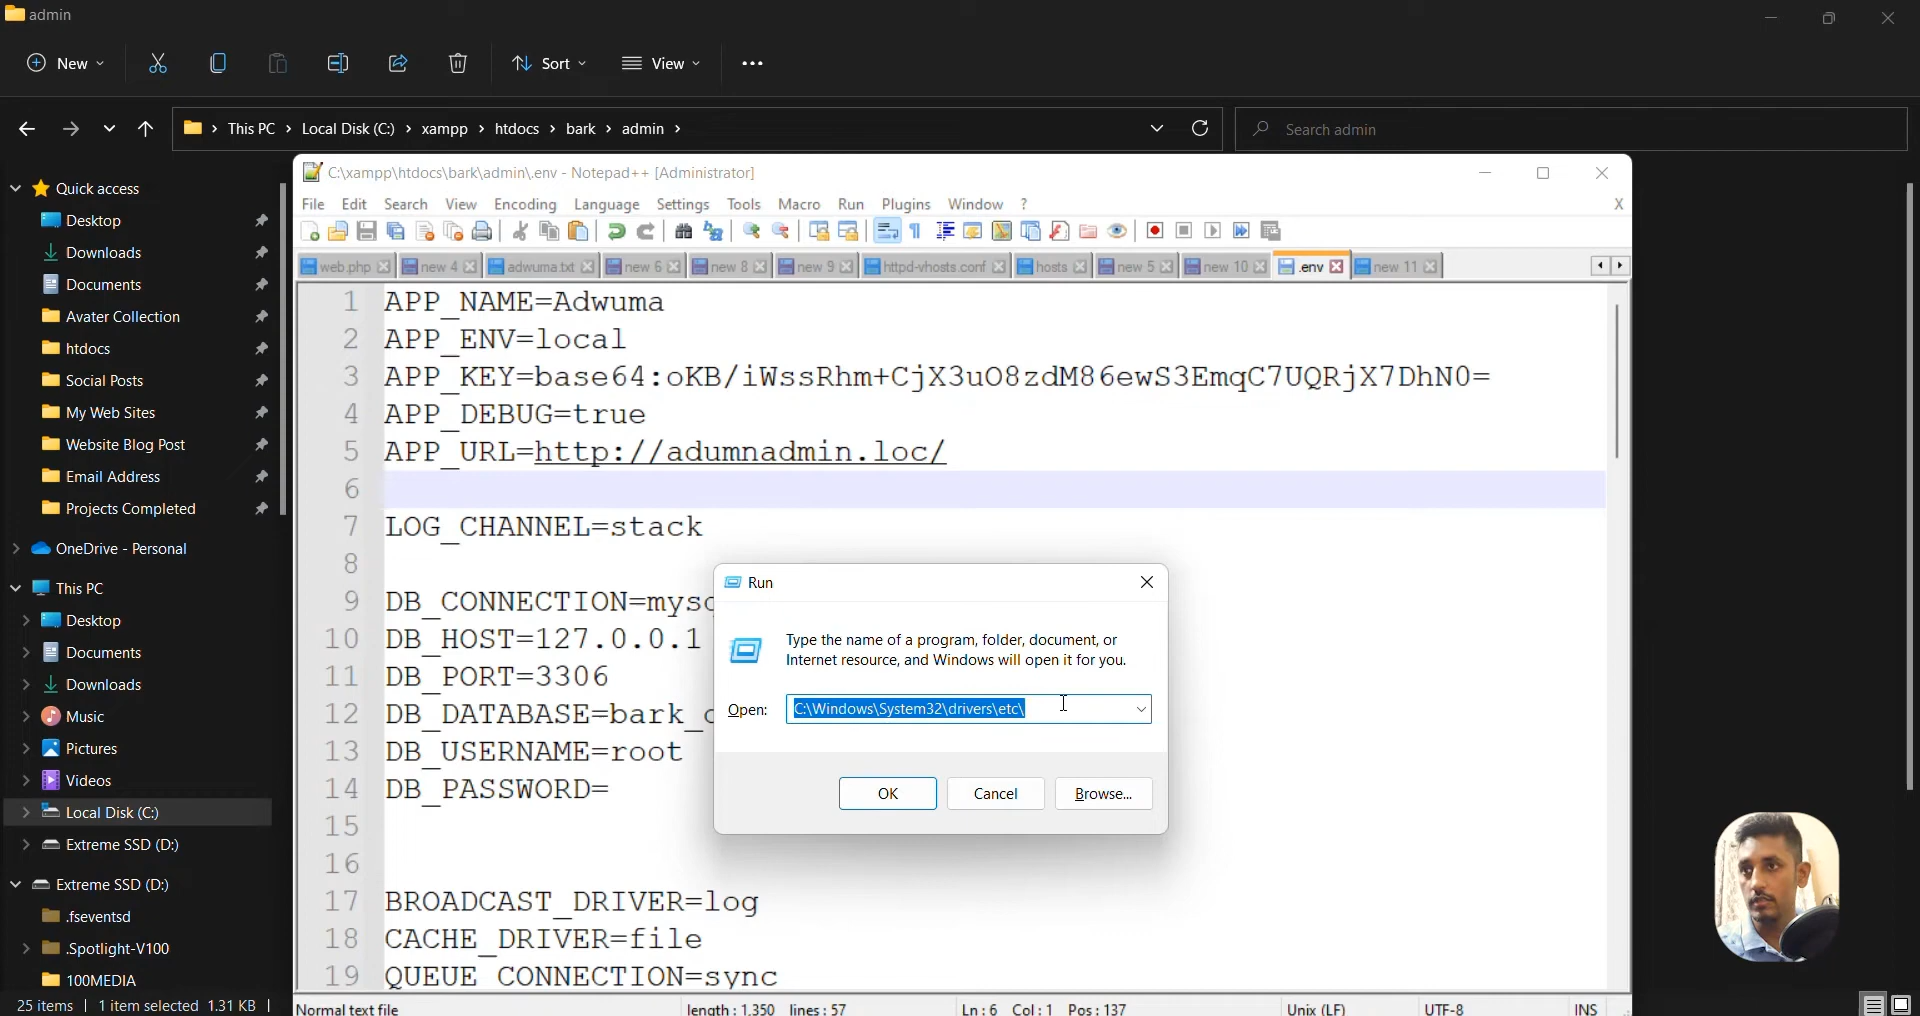 admin
New
Sort
View
This PC > Local Disk (C:) > xampp > htdocs > bark > admin >
Search admin
Quick access
Desktop
Downloads
Documents
Avater Collection
htdocs
Social Posts
My Web Sites
Website Blog Post
Email Address
Projects Completed
OneDrive - Personal
This PC
Desktop
Documents
Downloads
Music
Pictures
Videos
Local Disk (C:)
Extreme SSD (D:)
Extreme SSD (D:)
.fseventsd
.Spotlight-V100
100MEDIA
25 items | 1 item selected 1.31 KB |
C:\xampp\htdocs\bark\admin\.env - Notepad++ [Administrator]
File Edit Search View Encoding Language Settings Tools Macro Run Plugins Window ? X
web.php new 4 adwuma.txt new 6 new 8 new 9 httpd-vhosts.conf hosts new 5 new 10 .env new 11
1 APP_NAME=Adwuma
2 APP_ENV=local
3 APP_KEY=base64:oKB/iWssRhm+CjX3uO8zdM86ewS3EmqC7UQRjX7DhN0=
4 APP_DEBUG=true
5 APP_URL=http://adumnadmin.loc/
6
7 LOG_CHANNEL=stack
8
9 DB_CONNECTION=mysq
10 DB_HOST=127.0.0.1
11 DB_PORT=3306
12 DB_DATABASE=bark_
13 DB_USERNAME=root
14 DB_PASSWORD=
15
16
17 BROADCAST_DRIVER=log
18 CACHE_DRIVER=file
19 QUEUE_CONNECTION=sync
Run
Type the name of a program, folder, document, or
Internet resource, and Windows will open it for you.
Open: C:\Windows\System32\drivers\etc\
OK Cancel Browse...
Normal text file length : 1,350 lines : 57 Ln : 6 Col : 1 Pos : 137 Unix (LF) UTF-8 INS